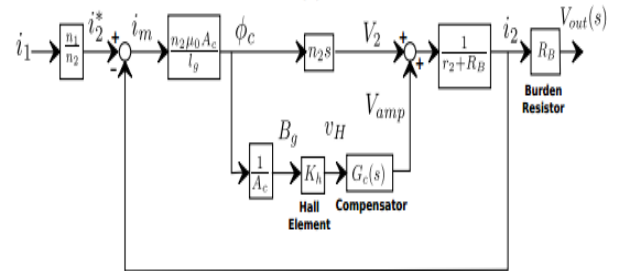 i₁ n₁/n₂ i₂* + - i_m n₂μ₀A_c/l_g ϕ_c n₂s V₂ + + 1/(r₂+R_B) i₂ R_B V_out(s)
Burden
Resistor
V_amp
B_g v_H
1/A_c K_h G_c(s)
Hall
Element
Compensator